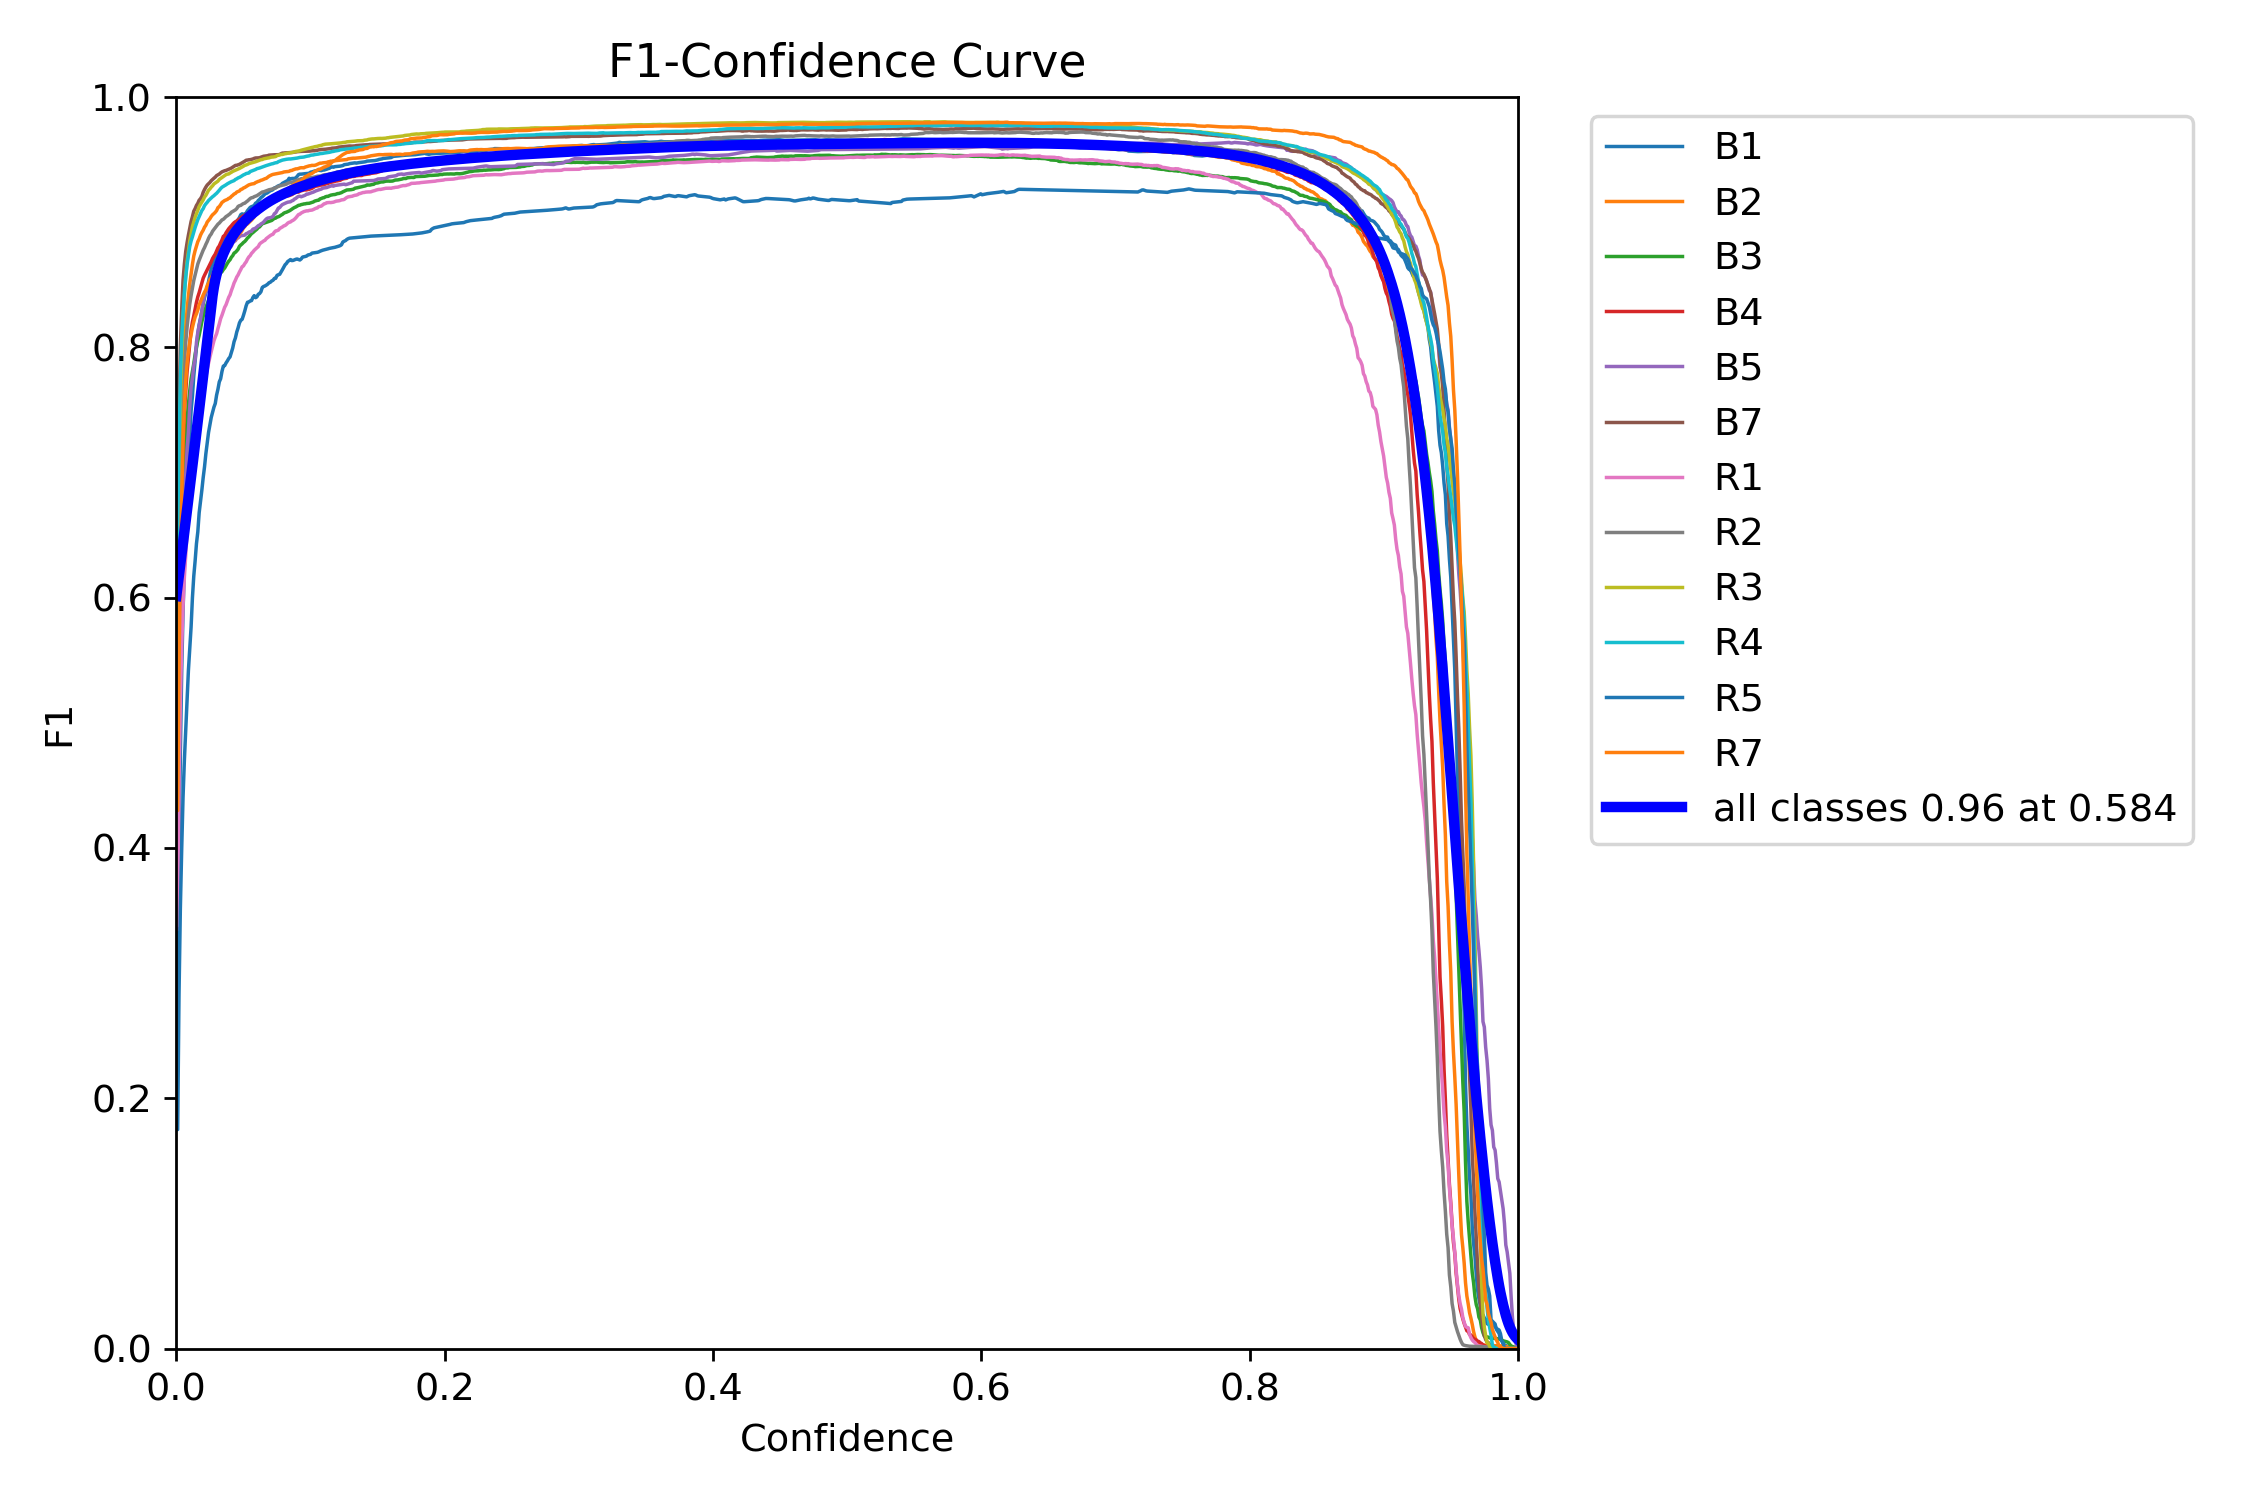 F1-Confidence Curve
1.0
0.8
0.6
0.4
0.2
0.0
F1
0.0 0.2 0.4 0.6 0.8 1.0
Confidence
B1
B2
B3
B4
B5
B7
R1
R2
R3
R4
R5
R7
all classes 0.96 at 0.584